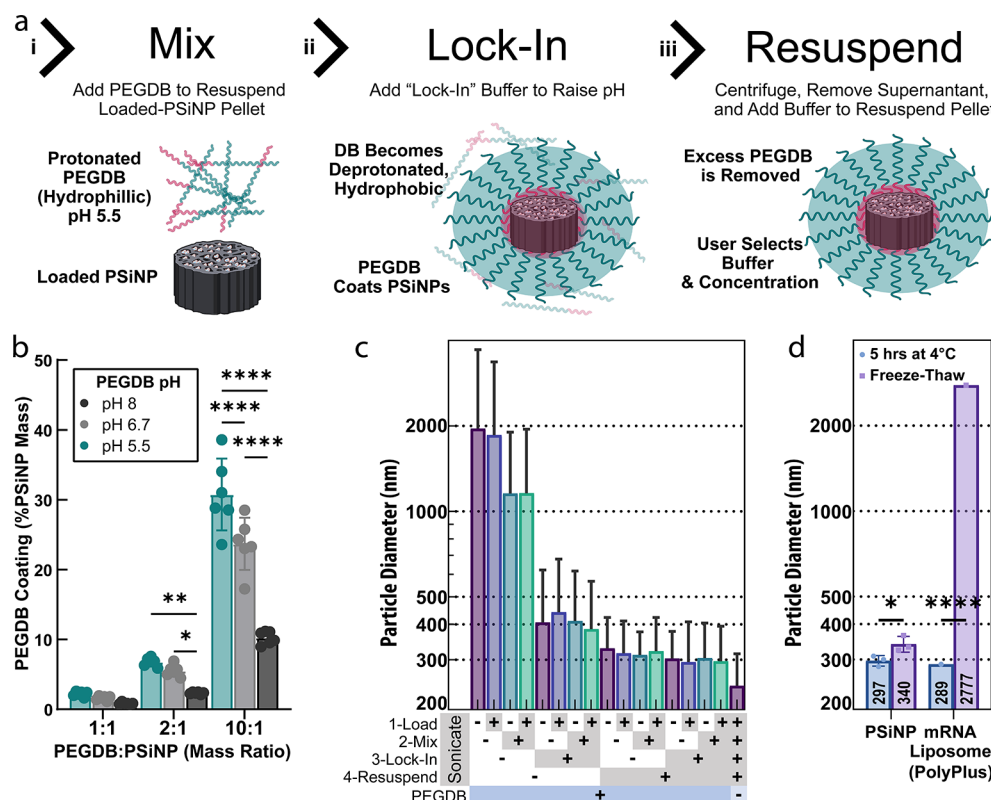 a
i
Mix
Add PEGDB to Resuspend
Loaded-PSiNP Pellet
Protonated
PEGDB
(Hydrophillic)
pH 5.5
Loaded PSiNP
ii
Lock-In
Add “Lock-In” Buffer to Raise pH
DB Becomes
Deprotonated,
Hydrophobic
PEGDB
Coats PSiNPs
iii
Resuspend
Centrifuge, Remove Supernatant,
and Add Buffer to Resuspend Pellet
Excess PEGDB
is Removed
User Selects
Buffer
& Concentration
b
PEGDB Coating (%PSiNP Mass)
50
40
30
20
10
0
PEGDB pH
pH 8
pH 6.7
pH 5.5
**
*
****
****
****
1:1
2:1
10:1
PEGDB:PSiNP (Mass Ratio)
c
Particle Diameter (nm)
2000
1000
500
400
300
200
Sonicate
1-Load - + - + - + - + - + - + - + - + +
2-Mix - + - + - + - + +
3-Lock-In - + - + +
4-Resuspend - + +
PEGDB + -
d
Particle Diameter (nm)
2000
1000
500
400
300
200
5 hrs at 4°C
Freeze-Thaw
*
****
297
340
289
2777
PSiNP
mRNA
Liposome
(PolyPlus)